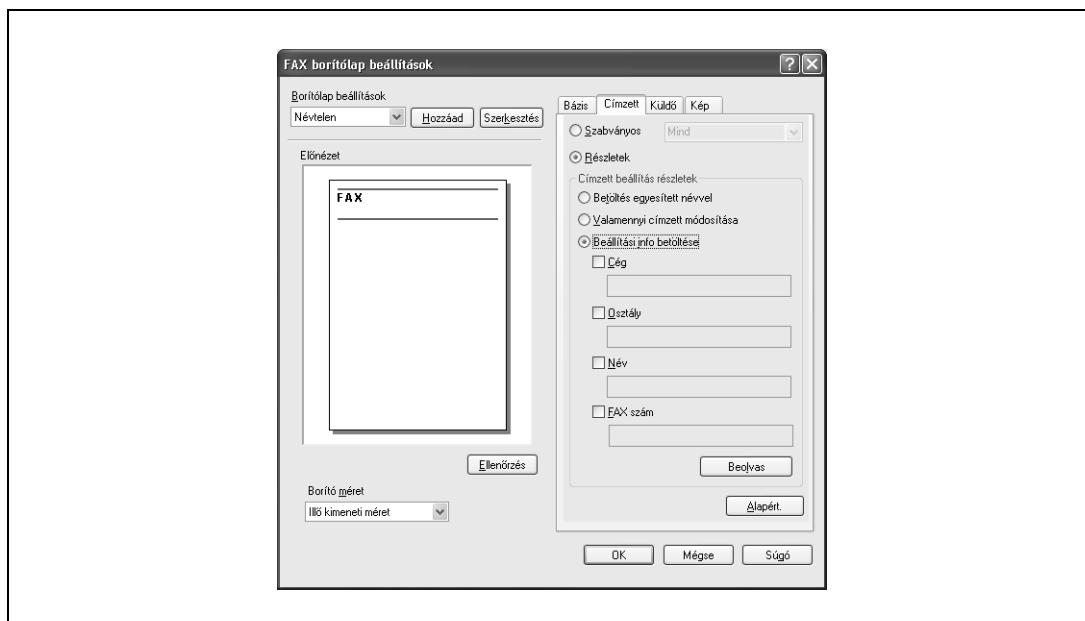 FAX borítólap beállítások
Borítólap beállítások
Névtelen
Hozzáad
Szerkesztés
Előnézet
FAX
Ellenőrzés
Borító méret
Illő kimeneti méret
Bázis Címzett Küldő Kép
Szabványos Mind
Részletek
Címzett beállítás részletek
Betöltés egyesített névvel
Valamennyi címzett módosítása
Beállítási info betöltése
Cég
Osztály
Név
FAX szám
Beolvas
Alapért.
OK Mégse Súgó